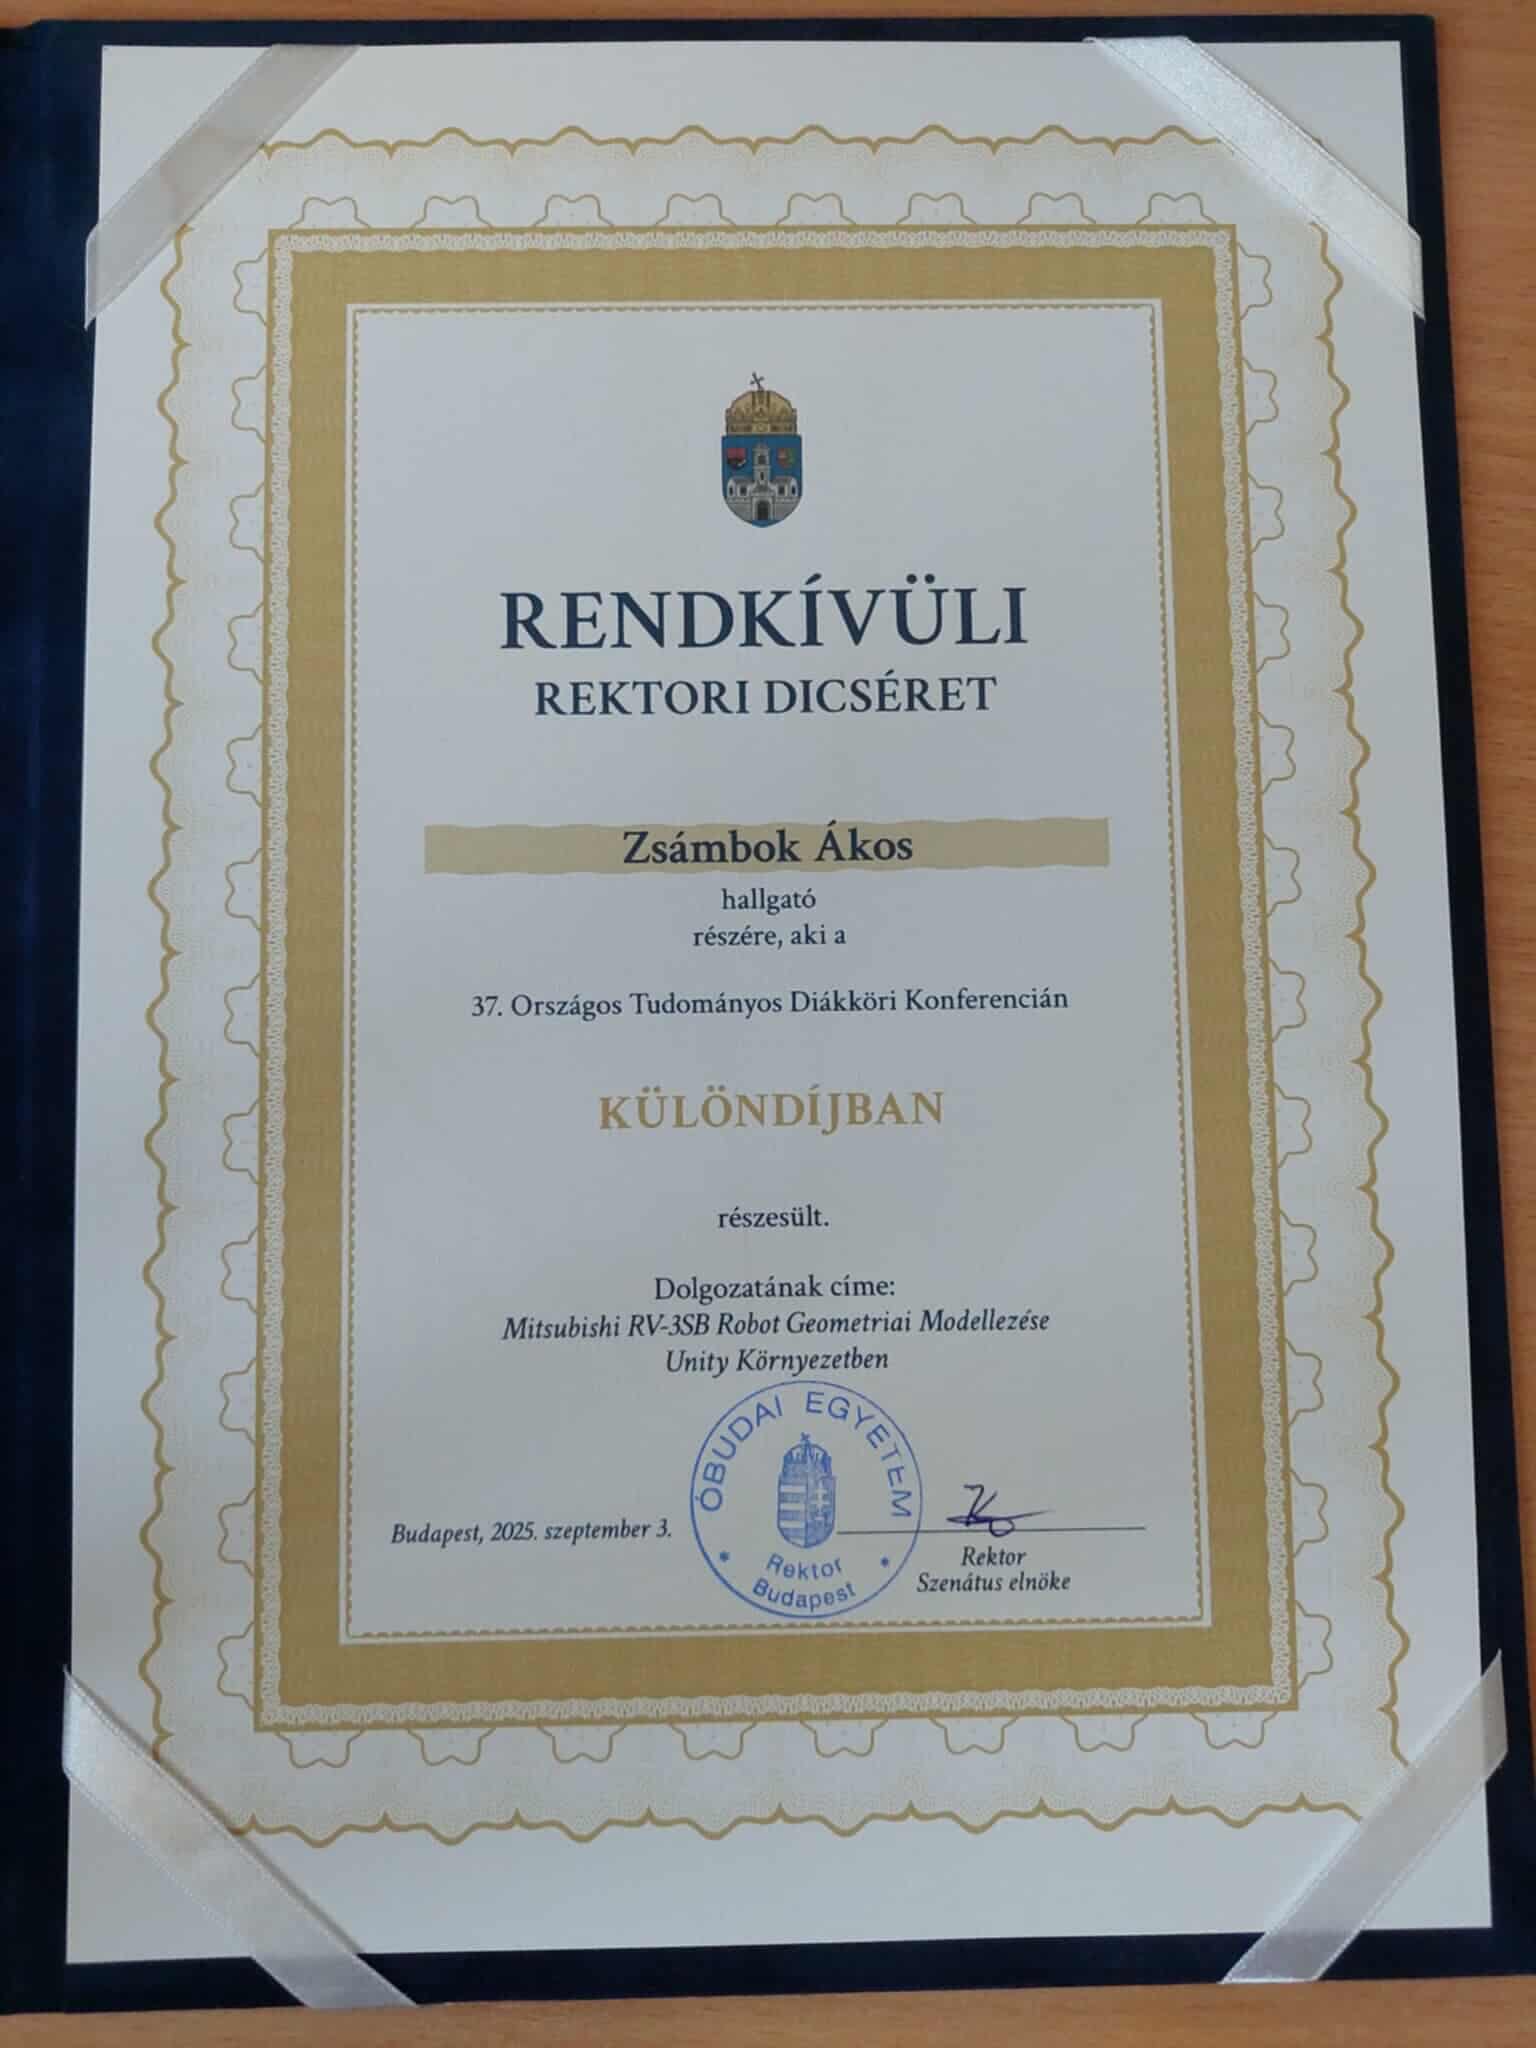 RENDKÍVÜLI
REKTORI DICSÉRET
Zsámbok Ákos
hallgató
részére, aki a
37. Országos Tudományos Diákköri Konferencián
KÜLÖNDÍJBAN
részesült.
Dolgozatának címe:
Mitsubishi RV-3SB Robot Geometriai Modellezése
Unity Környezetben
ÓBUDAI EGYETEM
Rektor
Budapest
Budapest, 2025. szeptember 3.
Rektor
Szenátus elnöke